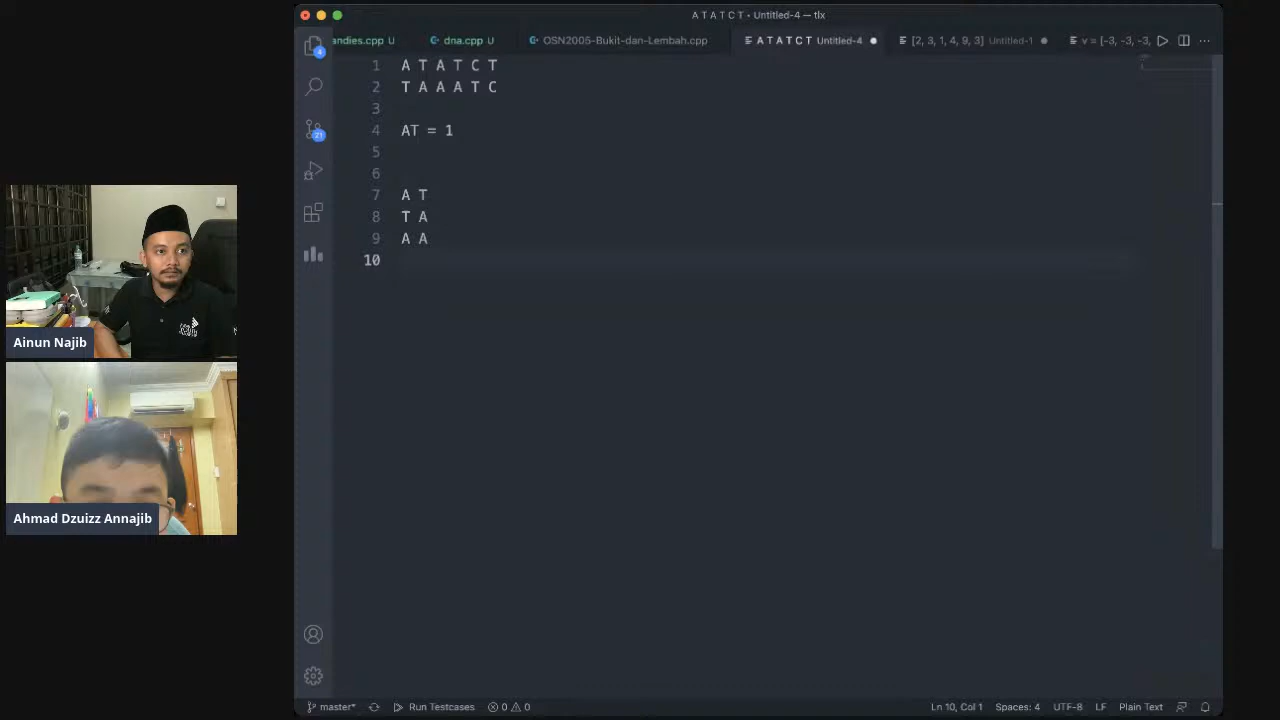 A T A T C T • Untitled-4 — tlx
andies.cpp U
dna.cpp U
OSN2005-Bukit-dan-Lembah.cpp
A T A T C T Untitled-4
[2, 3, 1, 4, 9, 3] Untitled-1
v = [-3, -3, -3,
1 A T A T C T
2 T A A A T C
3
4 AT = 1
5
6
7 A T
8 T A
9 A A
10
4
21
Ainun Najib
Ahmad Dzuizz Annajib
master*
Run Testcases
0
0
Ln 10, Col 1
Spaces: 4
UTF-8
LF
Plain Text